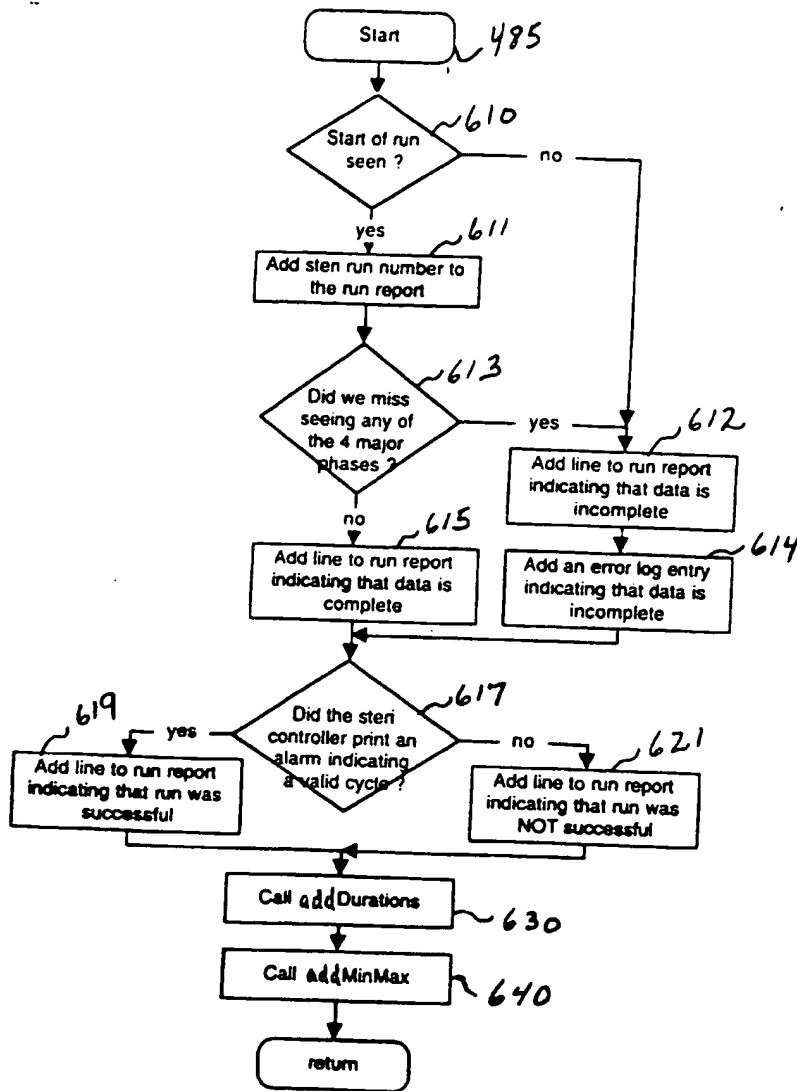 Start
485
610
Start of run
seen ?
no
yes
611
Add steri run number to
the run report
613
Did we miss
seeing any of
the 4 major
phases ?
yes
612
Add line to run report
indicating that data is
incomplete
no
615
614
Add line to run report
indicating that data is
complete
Add an error log entry
indicating that data is
incomplete
617
Did the steri
controller print an
alarm indicating
a valid cycle ?
619
yes
no
621
Add line to run report
indicating that run was
successful
Add line to run report
indicating that run was
NOT successful
Call addDurations
630
Call addMinMax
640
return